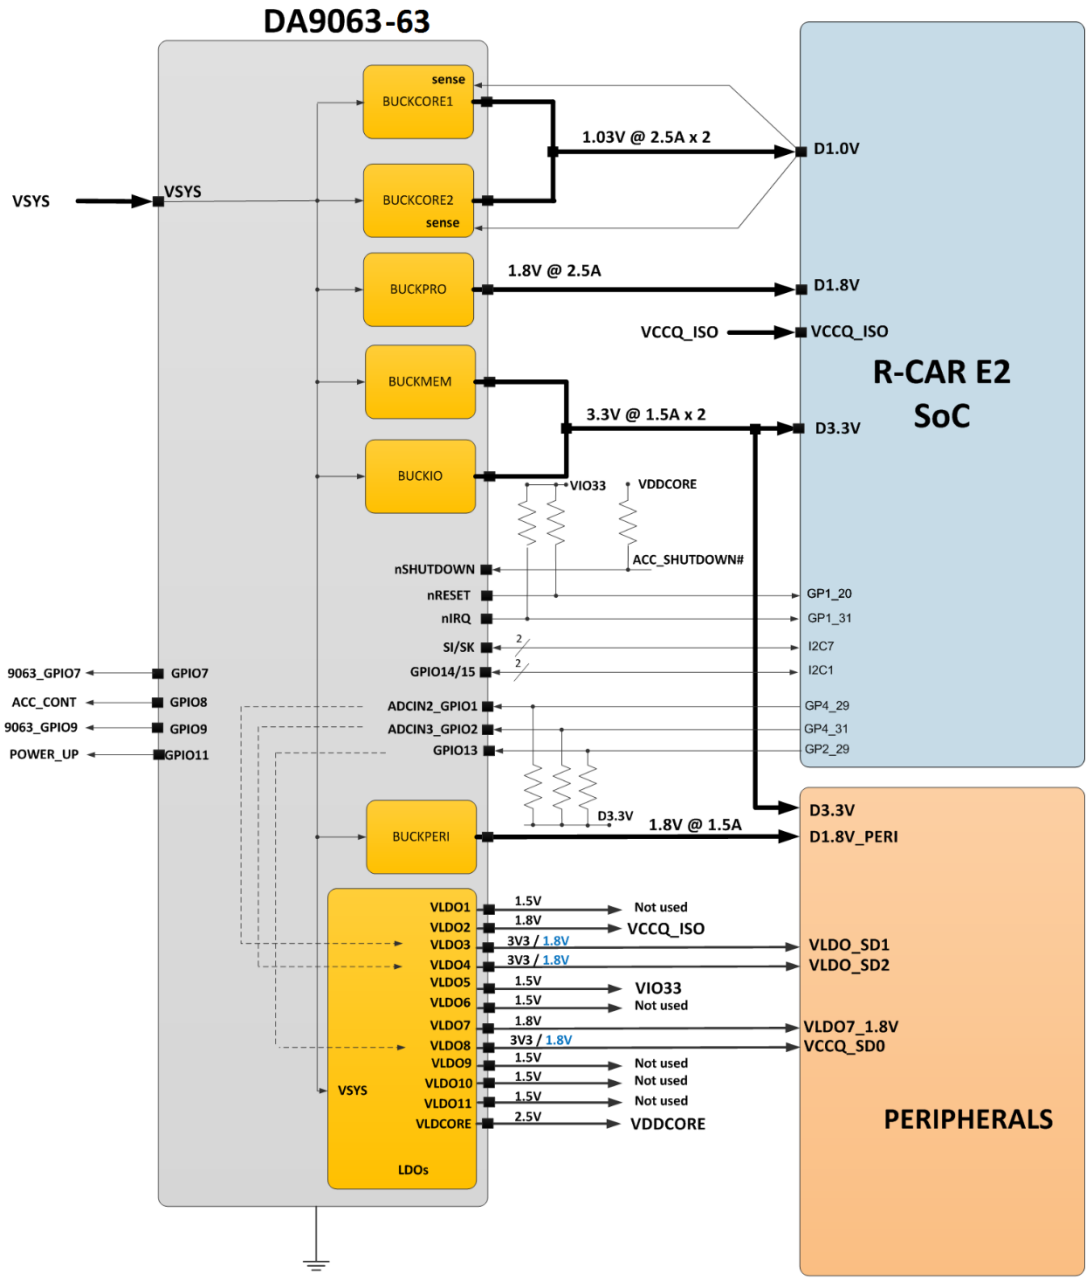 DA9063-63
sense
BUCKCORE1
1.03V @ 2.5A x 2
D1.0V
VSYS
VSYS
BUCKCORE2
sense
1.8V @ 2.5A
BUCKPRO
D1.8V
VCCQ_ISO
VCCQ_ISO
R-CAR E2
SoC
BUCKMEM
3.3V @ 1.5A x 2
D3.3V
BUCKIO
VIO33
VDDCORE
nSHUTDOWN
ACC_SHUTDOWN#
nRESET
GP1_20
nIRQ
GP1_31
SI/SK
2
I2C7
9063_GPIO7
GPIO7
GPIO14/15
2
I2C1
ACC_CONT
GPIO8
ADCIN2_GPIO1
GP4_29
9063_GPIO9
GPIO9
ADCIN3_GPIO2
GP4_31
POWER_UP
GPIO11
GPIO13
GP2_29
D3.3V
D3.3V
BUCKPERI
1.8V @ 1.5A
D1.8V_PERI
VLDO1
1.5V
Not used
VLDO2
1.8V
VCCQ_ISO
VLDO3
3V3 / 1.8V
VLDO_SD1
VLDO4
3V3 / 1.8V
VLDO_SD2
VLDO5
1.5V
VIO33
VLDO6
1.5V
Not used
VLDO7
1.8V
VLDO7_1.8V
VLDO8
3V3 / 1.8V
VCCQ_SD0
VLDO9
1.5V
Not used
VLDO10
1.5V
Not used
VSYS
VLDO11
1.5V
Not used
VLDCORE
2.5V
VDDCORE
PERIPHERALS
LDOs